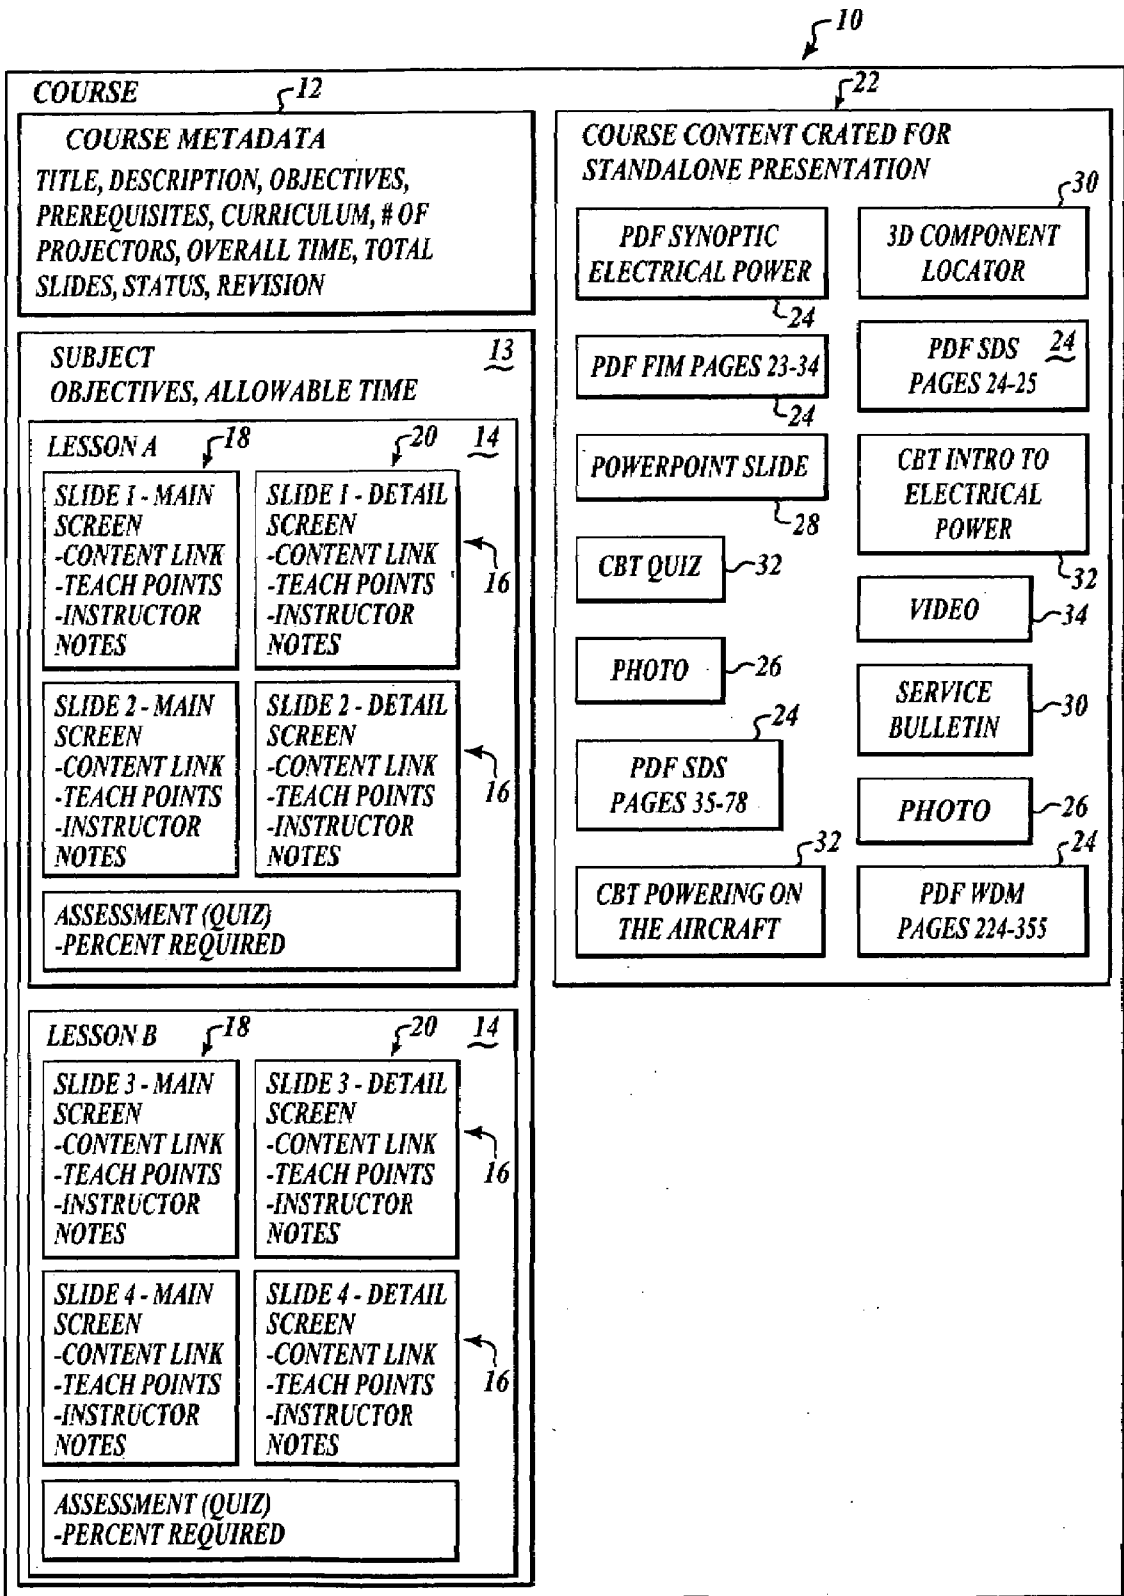 10
COURSE
12
COURSE METADATA
TITLE, DESCRIPTION, OBJECTIVES,
PREREQUISITES, CURRICULUM, # OF
PROJECTORS, OVERALL TIME, TOTAL
SLIDES, STATUS, REVISION
SUBJECT
13
OBJECTIVES, ALLOWABLE TIME
LESSON A
18
20
14
SLIDE 1 - MAIN
SCREEN
-CONTENT LINK
-TEACH POINTS
-INSTRUCTOR
NOTES
SLIDE 1 - DETAIL
SCREEN
-CONTENT LINK
-TEACH POINTS
-INSTRUCTOR
NOTES
16
SLIDE 2 - MAIN
SCREEN
-CONTENT LINK
-TEACH POINTS
-INSTRUCTOR
NOTES
SLIDE 2 - DETAIL
SCREEN
-CONTENT LINK
-TEACH POINTS
-INSTRUCTOR
NOTES
16
ASSESSMENT (QUIZ)
-PERCENT REQUIRED
LESSON B
18
20
14
SLIDE 3 - MAIN
SCREEN
-CONTENT LINK
-TEACH POINTS
-INSTRUCTOR
NOTES
SLIDE 3 - DETAIL
SCREEN
-CONTENT LINK
-TEACH POINTS
-INSTRUCTOR
NOTES
16
SLIDE 4 - MAIN
SCREEN
-CONTENT LINK
-TEACH POINTS
-INSTRUCTOR
NOTES
SLIDE 4 - DETAIL
SCREEN
-CONTENT LINK
-TEACH POINTS
-INSTRUCTOR
NOTES
16
ASSESSMENT (QUIZ)
-PERCENT REQUIRED
22
COURSE CONTENT CRATED FOR
STANDALONE PRESENTATION
PDF SYNOPTIC
ELECTRICAL POWER
24
30
3D COMPONENT
LOCATOR
PDF FIM PAGES 23-34
24
PDF SDS
24
PAGES 24-25
POWERPOINT SLIDE
28
CBT INTRO TO
ELECTRICAL
POWER
32
CBT QUIZ
32
VIDEO
34
PHOTO
26
SERVICE
BULLETIN
30
24
PDF SDS
PAGES 35-78
PHOTO
26
32
CBT POWERING ON
THE AIRCRAFT
24
PDF WDM
PAGES 224-355